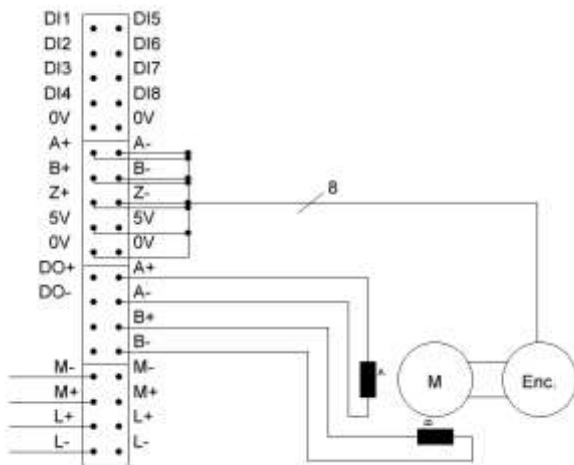 DI1 DI5
DI2 DI6
DI3 DI7
DI4 DI8
0V 0V
A+ A-
B+ B-
Z+ Z-
8
5V 5V
0V 0V
DO+ A+
DO- A-
B+
B-
M- M-
A
M Enc.
M+ M+
L+ L+
B
L- L-